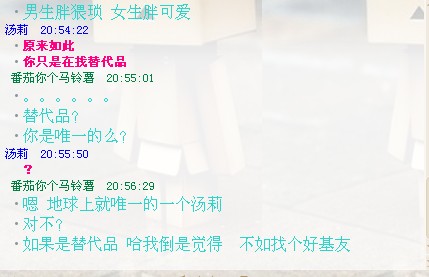 ·男生胖猥琐 女生胖可爱
汤莉 20:54:22
·原来如此
·你只是在找替代品
番茄你个马铃薯 20:55:01
·。。。。。。
·替代品?
·你是唯一的么?
汤莉 20:55:50
?
番茄你个马铃薯 20:56:29
·嗯 地球上就唯一的一个汤莉
·对不?
·如果是替代品 哈我倒是觉得 不如找个好基友